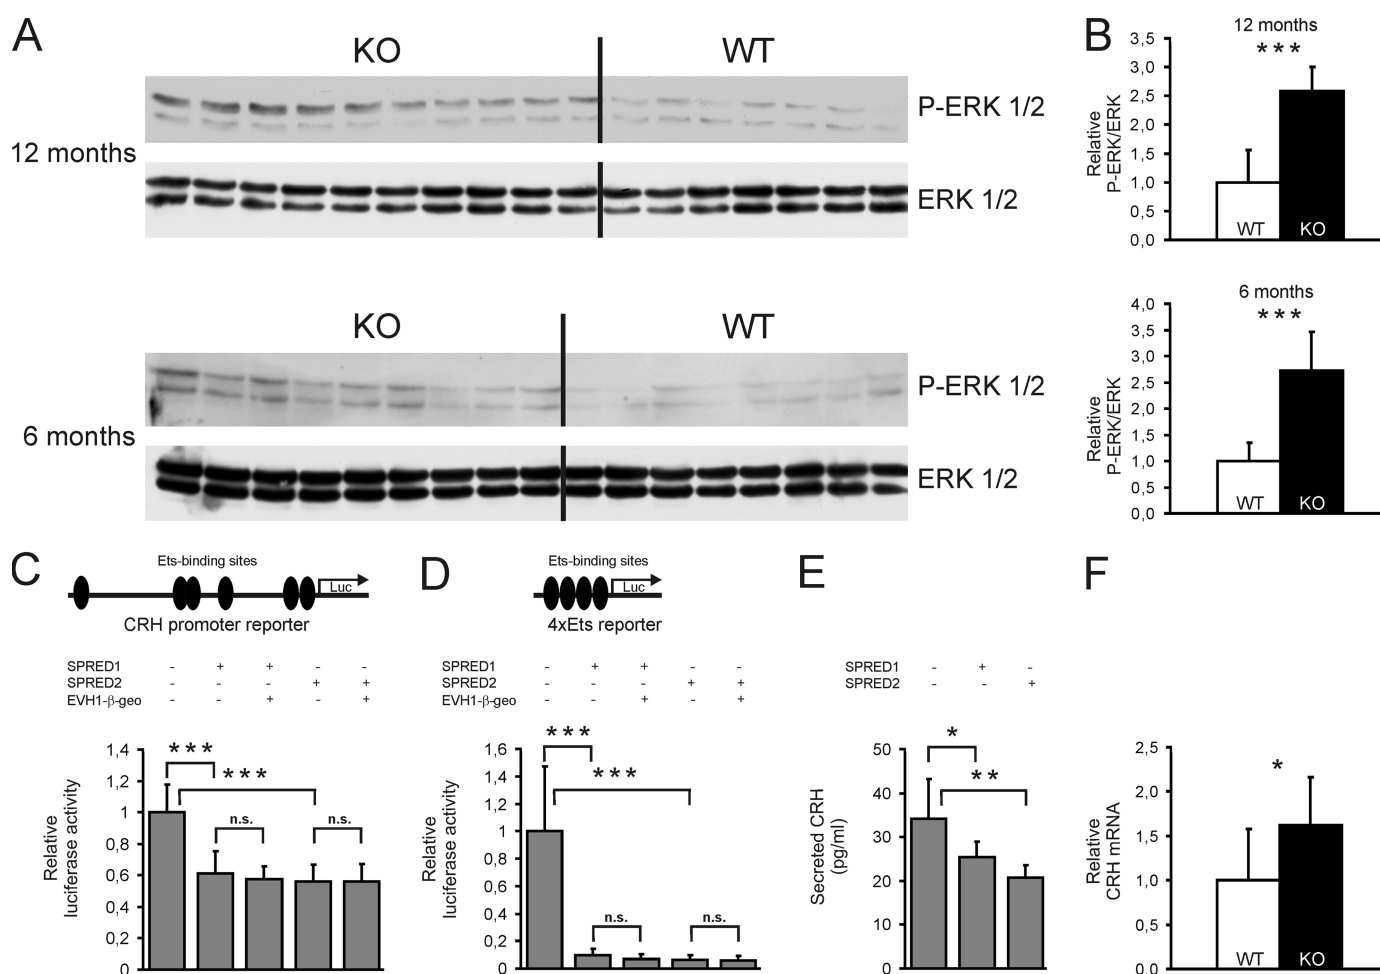 A
KO
WT
P-ERK 1/2
12 months
ERK 1/2
KO
WT
P-ERK 1/2
6 months
ERK 1/2
B
12 months
***
3,5
3,0
2,5
2,0
1,5
1,0
0,5
0,0
Relative
P-ERK/ERK
WT
KO
6 months
***
4,0
3,5
3,0
2,5
2,0
1,5
1,0
0,5
0,0
Relative
P-ERK/ERK
WT
KO
C
Ets-binding sites
Luc
CRH promoter reporter
SPRED1 - + + - -
SPRED2 - - - + +
EVH1-β-geo - - + - +
1,4
1,2
1
0,8
0,6
0,4
0,2
0
Relative
luciferase activity
***
***
n.s.
n.s.
D
Ets-binding sites
Luc
4xEts reporter
SPRED1 - + + - -
SPRED2 - - - + +
EVH1-β-geo - - + - +
1,6
1,4
1,2
1
0,8
0,6
0,4
0,2
0
Relative
luciferase activity
***
***
n.s.
n.s.
E
SPRED1 - + -
SPRED2 - - +
50
40
30
20
10
0
Secreted CRH
(pg/ml)
*
**
F
2,5
2,0
1,5
1,0
0,5
0,0
Relative
CRH mRNA
*
WT
KO